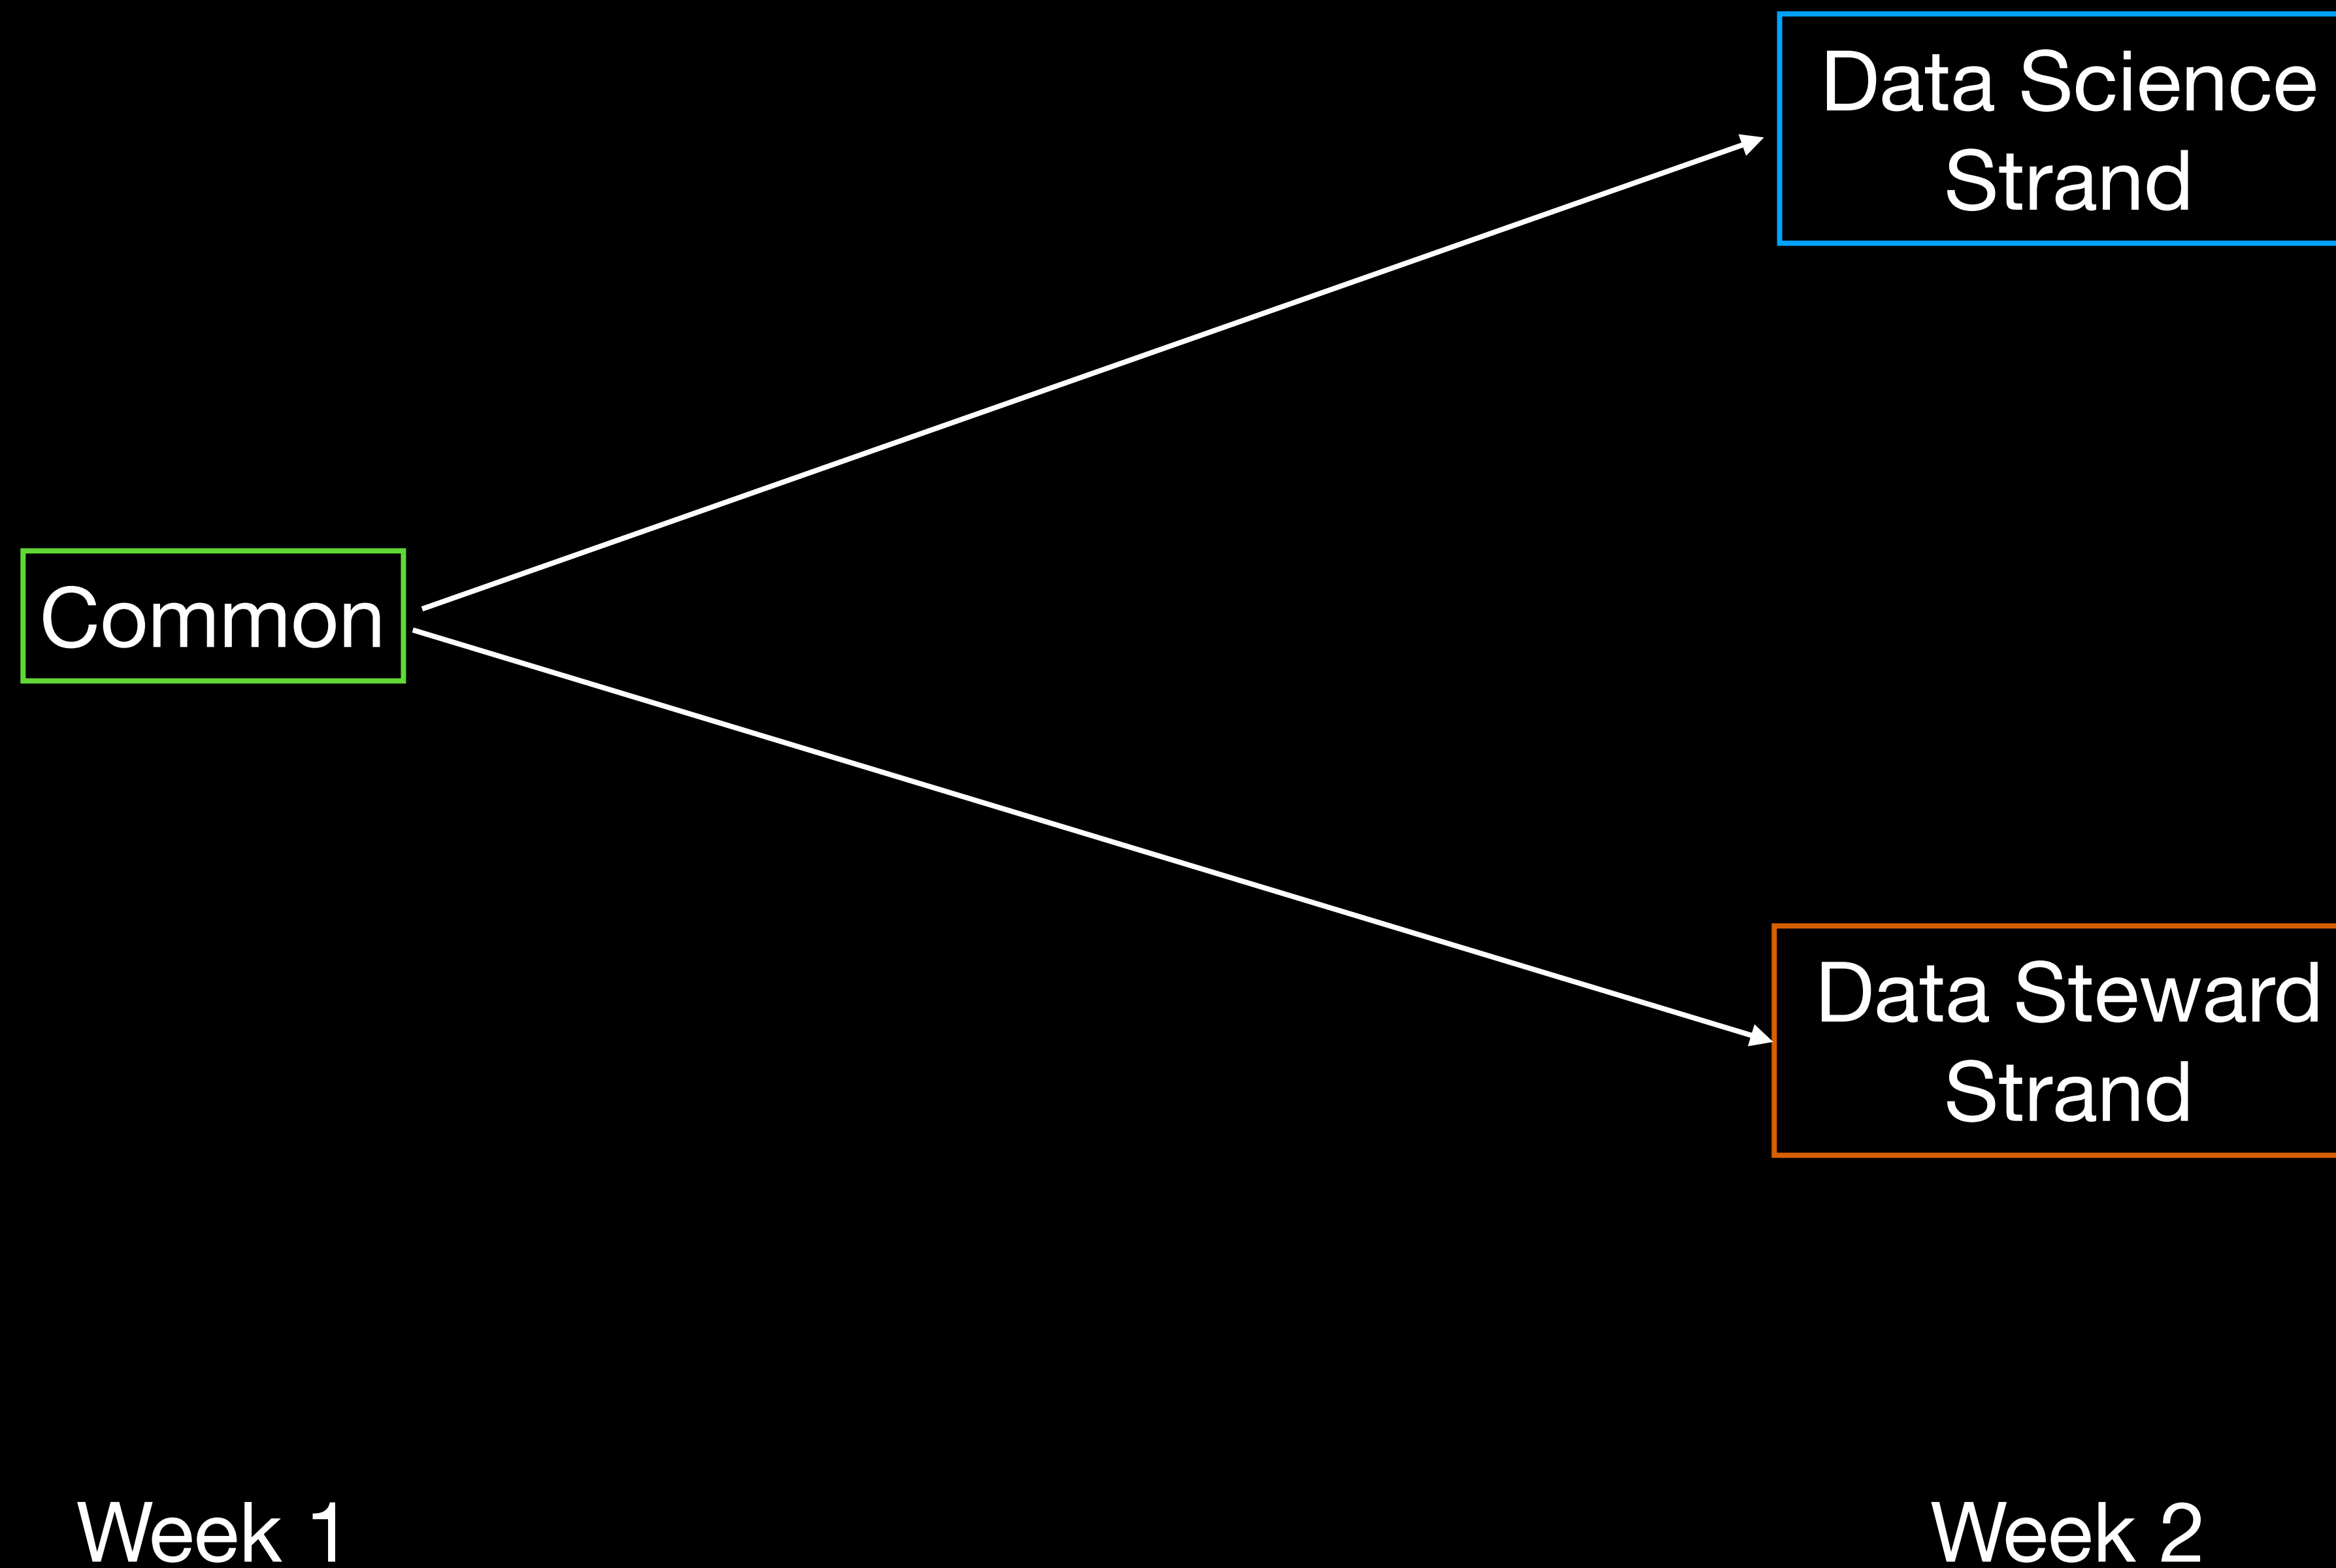 Data Science
Strand
Common
Data Steward
Strand
Week 1
Week 2